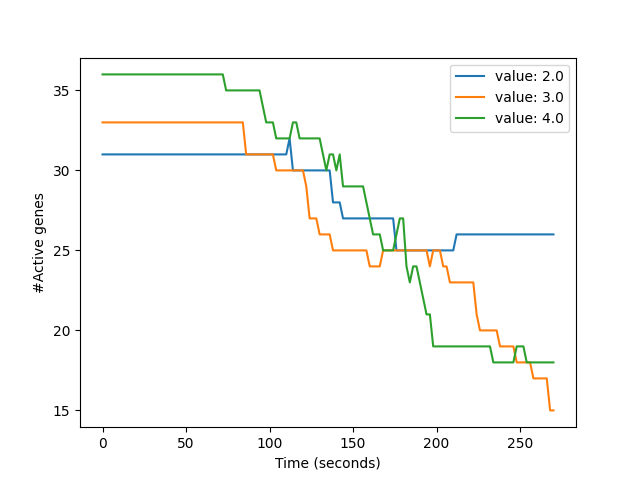 value: 2.0
value: 3.0
value: 4.0
35
30
25
20
15
#Active genes
0 50 100 150 200 250
Time (seconds)